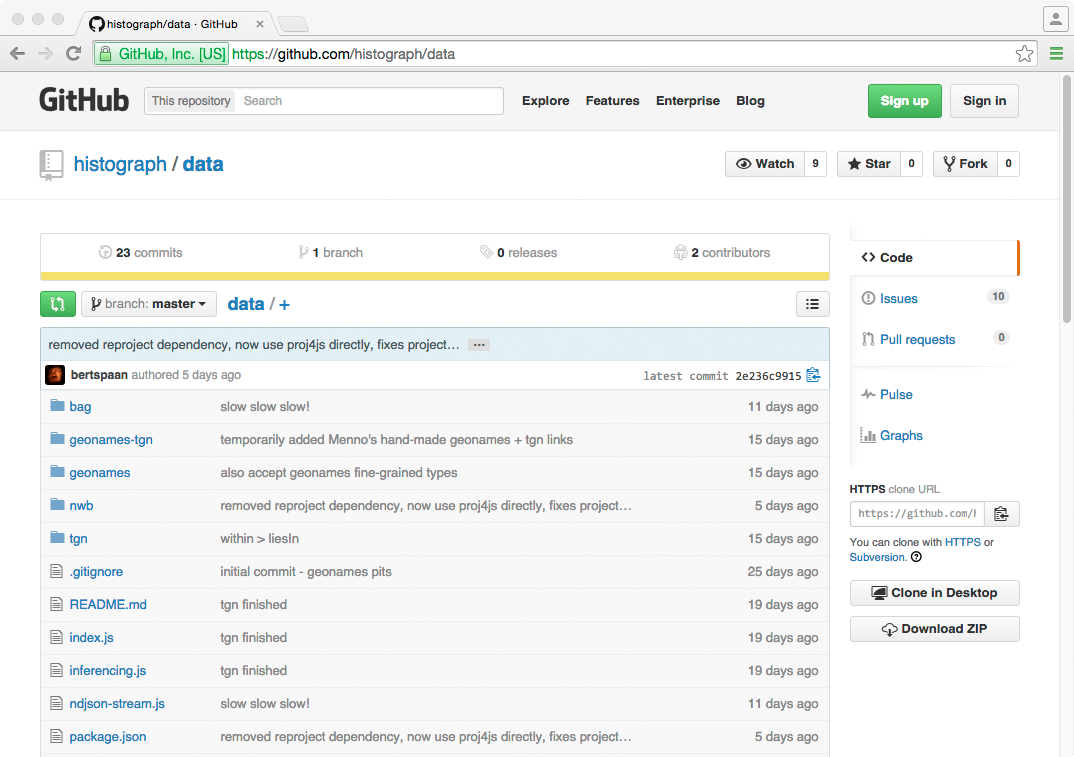 histograph/data · GitHub
GitHub, Inc. [US] https://github.com/histograph/data
GitHub This repository Search Explore Features Enterprise Blog Sign up Sign in
histograph / data Watch 9 Star 0 Fork 0
23 commits 1 branch 0 releases 2 contributors
branch: master data / +
removed reproject dependency, now use proj4js directly, fixes project… …
bertspaan authored 5 days ago latest commit 2e236c9915
bag slow slow slow! 11 days ago
geonames-tgn temporarily added Menno's hand-made geonames + tgn links 15 days ago
geonames also accept geonames fine-grained types 15 days ago
nwb removed reproject dependency, now use proj4js directly, fixes project… 5 days ago
tgn within > liesIn 15 days ago
.gitignore initial commit - geonames pits 25 days ago
README.md tgn finished 19 days ago
index.js tgn finished 19 days ago
inferencing.js tgn finished 19 days ago
ndjson-stream.js slow slow slow! 11 days ago
package.json removed reproject dependency, now use proj4js directly, fixes project… 5 days ago
Code
Issues 10
Pull requests 0
Pulse
Graphs
HTTPS clone URL
https://github.com/
You can clone with HTTPS or
Subversion.
Clone in Desktop
Download ZIP